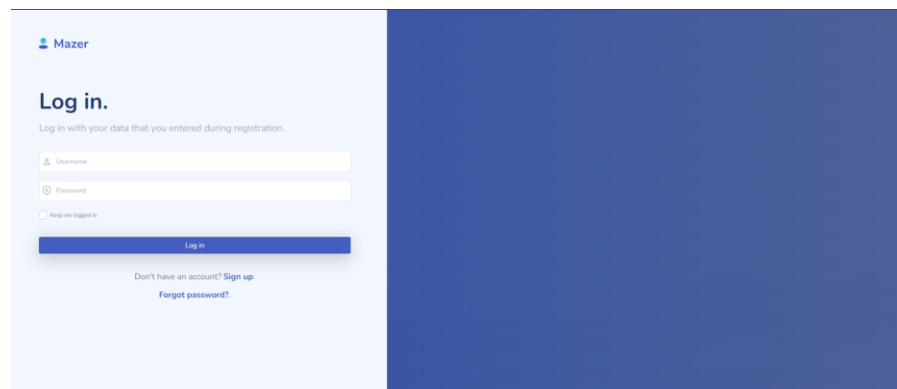 Mazer
Log in.
Log in with your data that you entered during registration.
Username
Password
Keep me logged in
Log in
Don't have an account? Sign up.
Forgot password?.